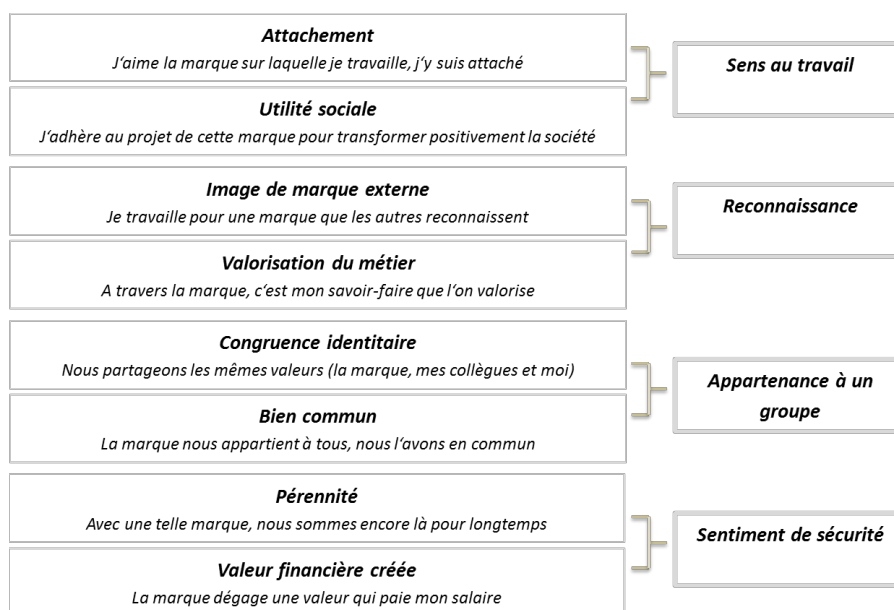 Attachement
J‘aime la marque sur laquelle je travaille, j‘y suis attaché
Utilité sociale
J‘adhère au projet de cette marque pour transformer positivement la société
Sens au travail
Image de marque externe
Je travaille pour une marque que les autres reconnaissent
Valorisation du métier
A travers la marque, c‘est mon savoir-faire que l‘on valorise
Reconnaissance
Congruence identitaire
Nous partageons les mêmes valeurs (la marque, mes collègues et moi)
Bien commun
La marque nous appartient à tous, nous l‘avons en commun
Appartenance à un
groupe
Pérennité
Avec une telle marque, nous sommes encore là pour longtemps
Valeur financière créée
La marque dégage une valeur qui paie mon salaire
Sentiment de sécurité